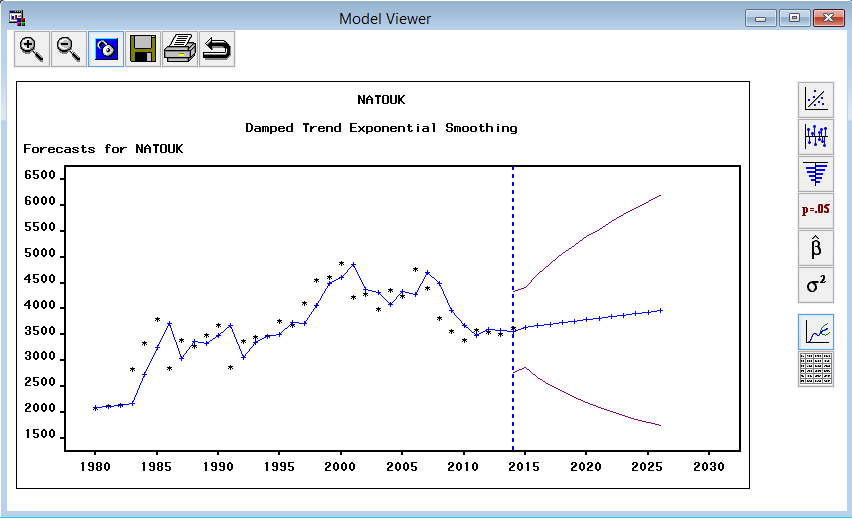 Model Viewer
NATOUK
Damped Trend Exponential Smoothing
Forecasts for NATOUK
6500
6000
5500
5000
4500
4000
3500
3000
2500
2000
1500
1980 1985 1990 1995 2000 2005 2010 2015 2020 2025 2030
p=.05
β̂
σ²